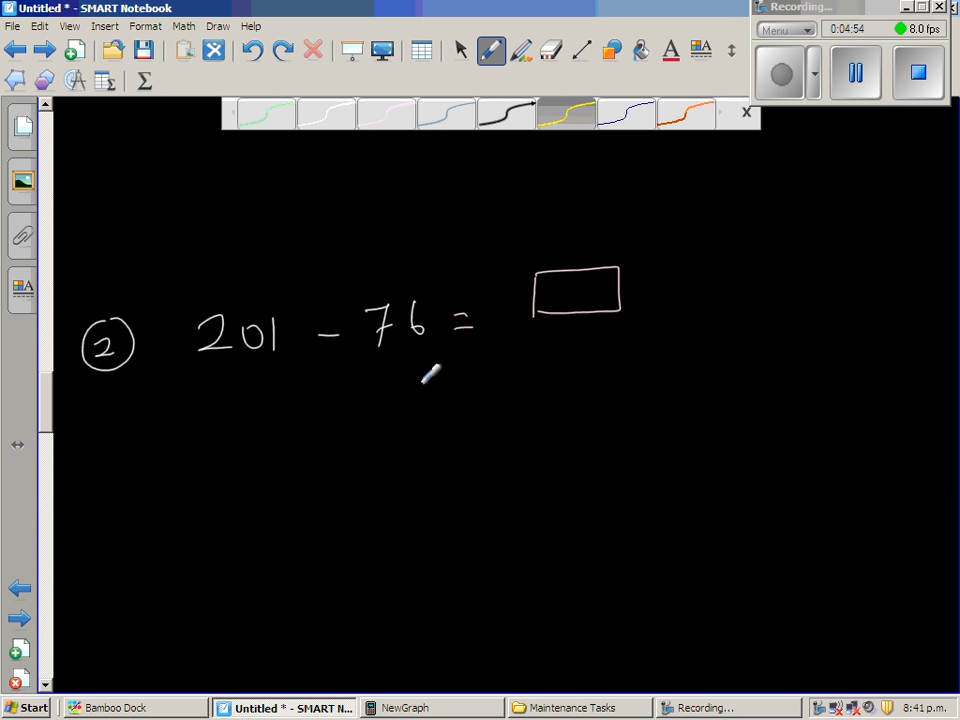 Untitled * - SMART Notebook
File Edit View Insert Format Math Draw Help
Recording...
Menu 0:04:54 8.0 fps
② 201 - 76 =
Start Bamboo Dock Untitled * - SMART N... NewGraph Maintenance Tasks Recording... 8:41 p.m.